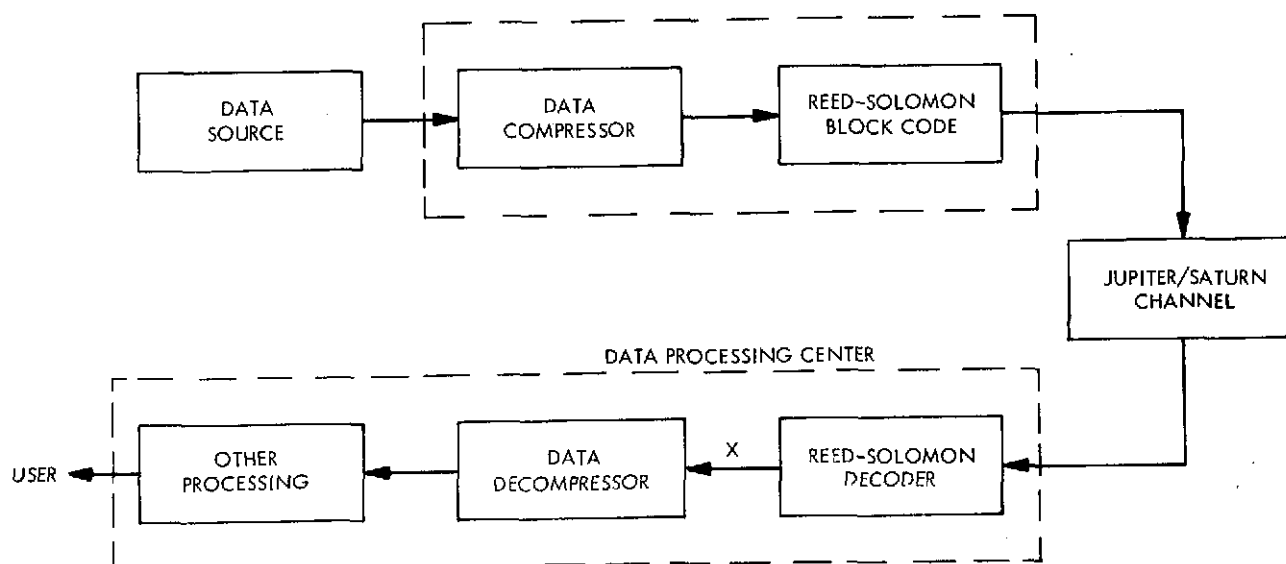 DATA
SOURCE
DATA
COMPRESSOR
REED-SOLOMON
BLOCK CODE
JUPITER/SATURN
CHANNEL
DATA PROCESSING CENTER
USER
OTHER
PROCESSING
DATA
DECOMPRESSOR
X
REED-SOLOMON
DECODER